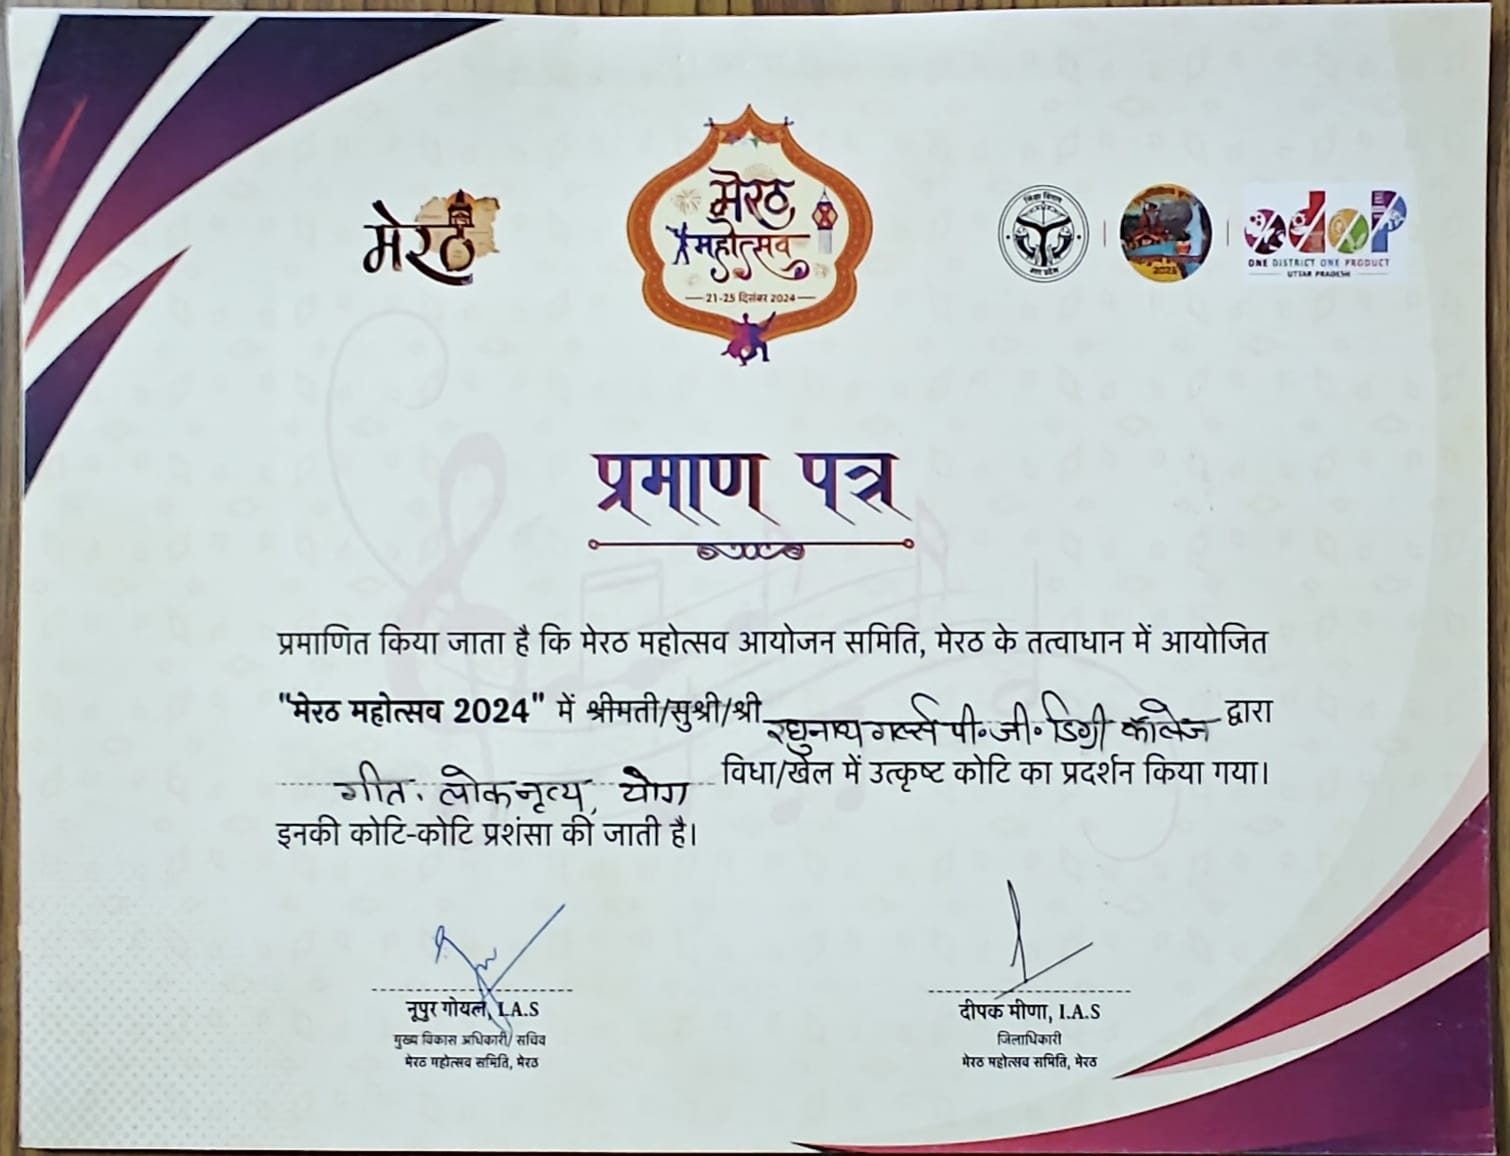 मेरठ
मेरठ
महोत्सव
21-25 दिसंबर 2024
ONE DISTRICT ONE PRODUCT
UTTAR PRADESH
प्रमाण पत्र
प्रमाणित किया जाता है कि मेरठ महोत्सव आयोजन समिति, मेरठ के तत्वाधान में आयोजित
"मेरठ महोत्सव 2024" में श्रीमती/सुश्री/श्री रघुनाथ गर्ल्स पी.जी. डिग्री कॉलेज द्वारा
गीत, लोकनृत्य, योग विधा/खेल में उत्कृष्ट कोटि का प्रदर्शन किया गया।
इनकी कोटि-कोटि प्रशंसा की जाती है।
नूपुर गोयल, I.A.S
मुख्य विकास अधिकारी/ सचिव
मेरठ महोत्सव समिति, मेरठ
दीपक मीणा, I.A.S
जिलाधिकारी
मेरठ महोत्सव समिति, मेरठ